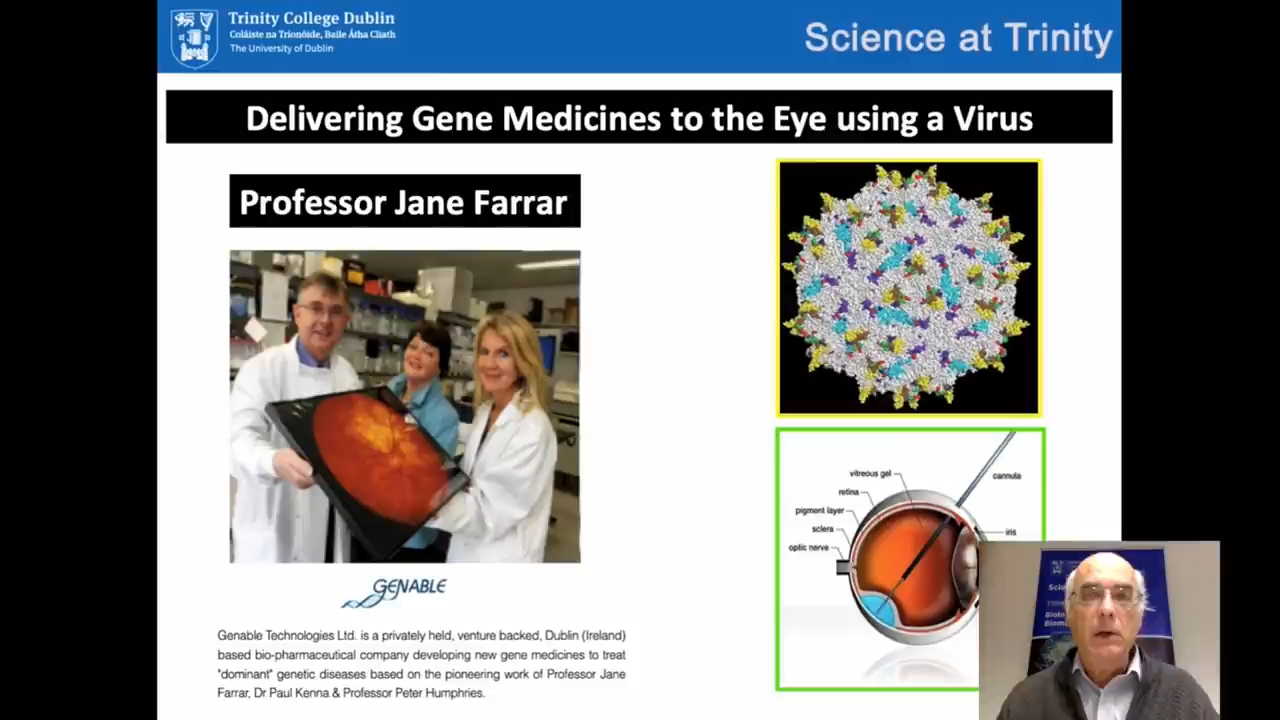 Trinity College Dublin
Coláiste na Tríonóide, Baile Átha Cliath
The University of Dublin
Science at Trinity
Delivering Gene Medicines to the Eye using a Virus
Professor Jane Farrar
GENABLE
Genable Technologies Ltd. is a privately held, venture backed, Dublin (Ireland)
based bio-pharmaceutical company developing new gene medicines to treat
"dominant" genetic diseases based on the pioneering work of Professor Jane
Farrar, Dr Paul Kenna & Professor Peter Humphries.
vitreous gel
cannula
retina
pigment layer
sclera
iris
optic nerve